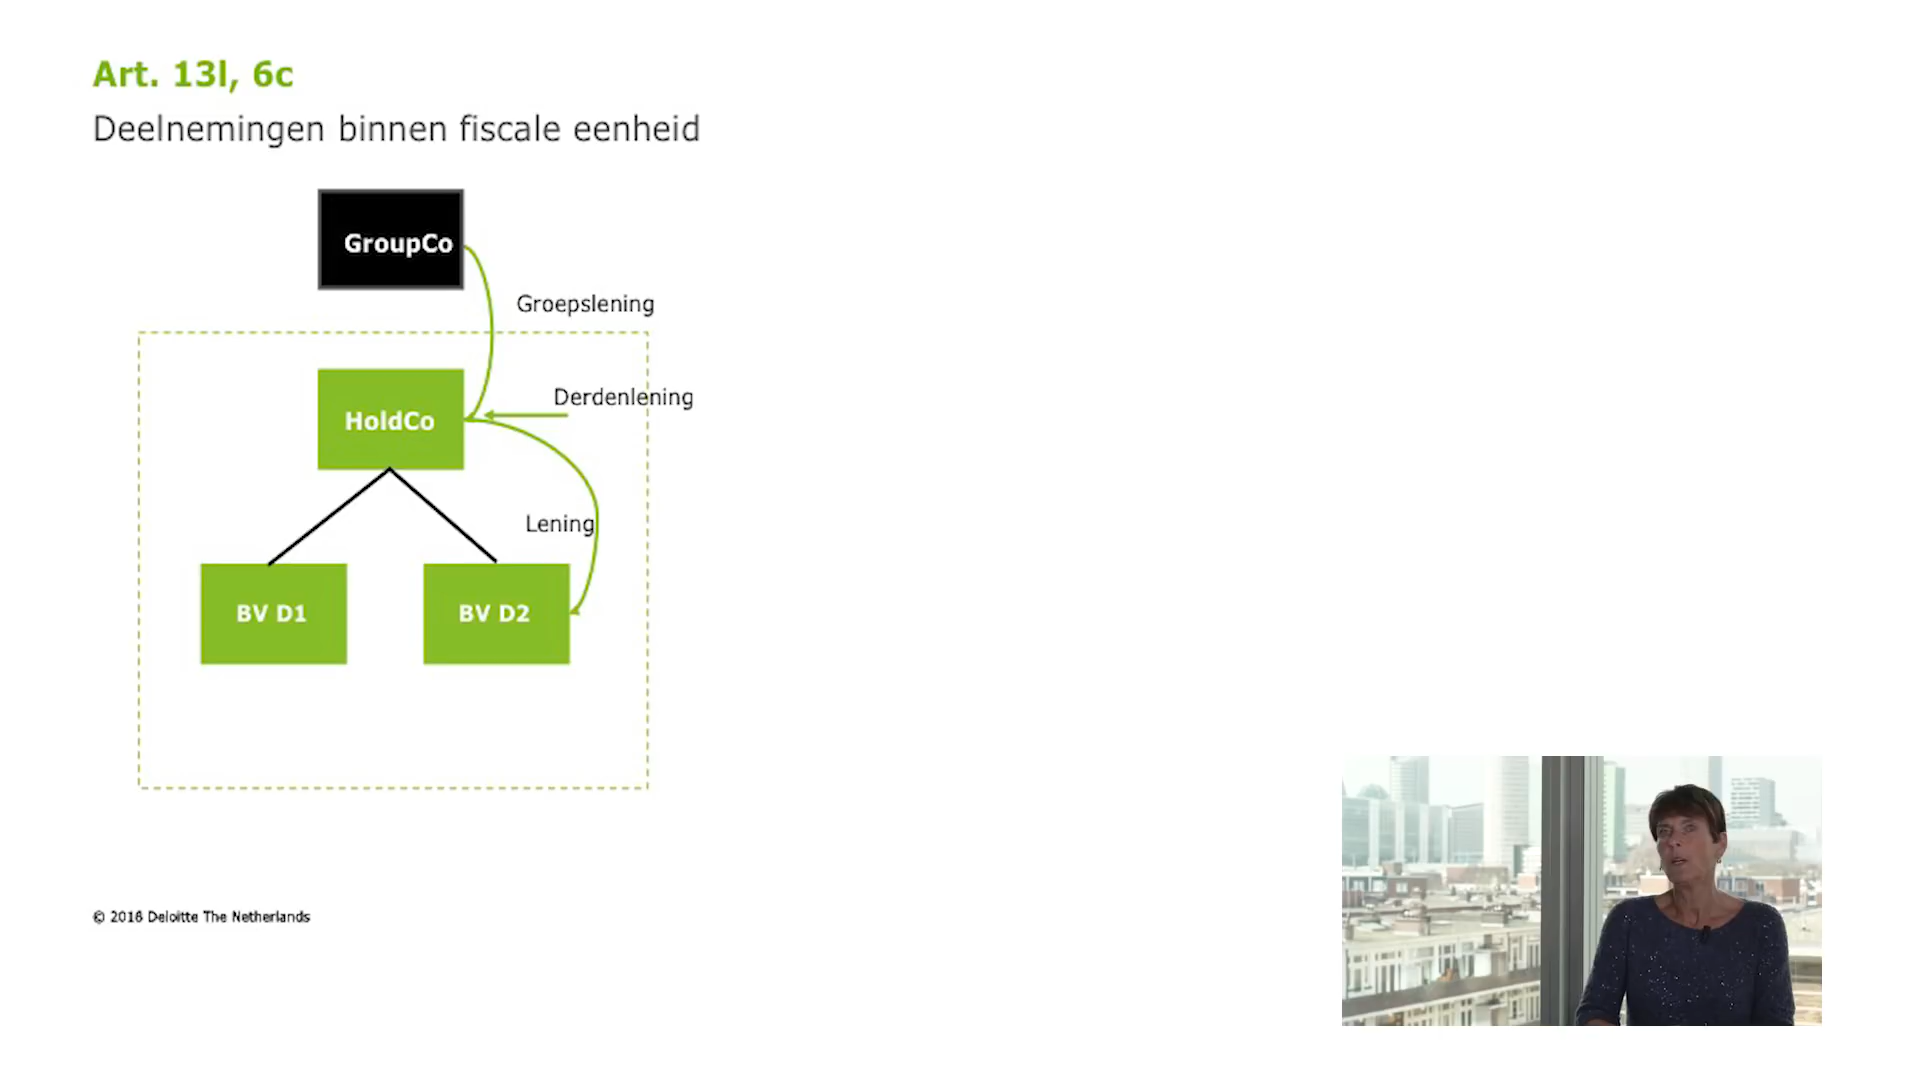 Art. 13l, 6c
Deelnemingen binnen fiscale eenheid
GroupCo
Groepslening
Derdenlening
HoldCo
Lening
BV D1
BV D2
© 2016 Deloitte The Netherlands